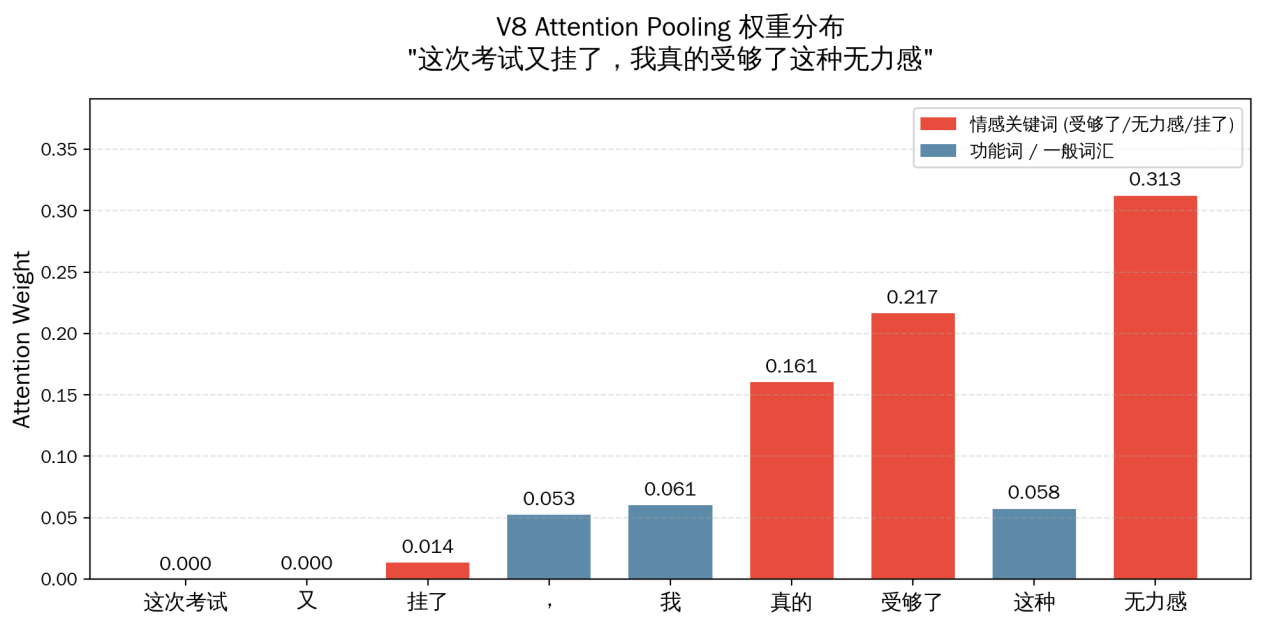 V8 Attention Pooling 权重分布
"这次考试又挂了，我真的受够了这种无力感"
情感关键词 (受够了/无力感/挂了)
功能词 / 一般词汇
Attention Weight
0.35
0.30
0.25
0.20
0.15
0.10
0.05
0.00
0.000
0.000
0.014
0.053
0.061
0.161
0.217
0.058
0.313
这次考试
又
挂了
，
我
真的
受够了
这种
无力感